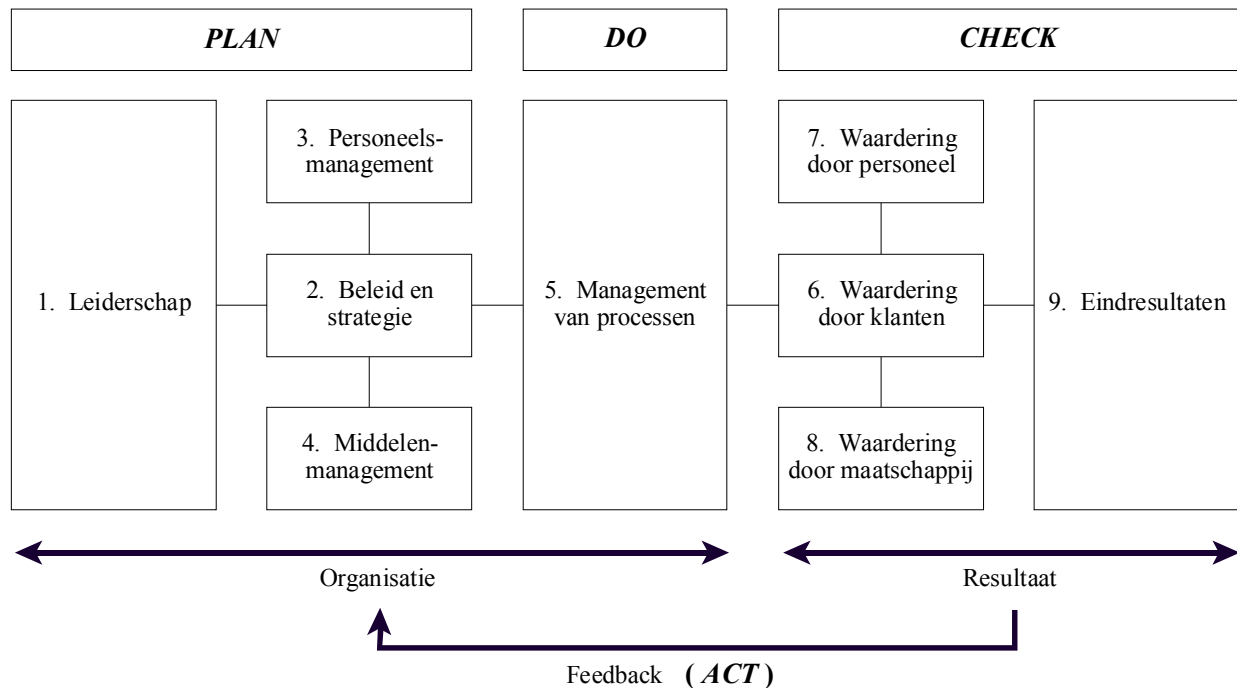 PLAN
DO
CHECK
1. Leiderschap
3. Personeels-
management
2. Beleid en
strategie
4. Middelen-
management
5. Management
van processen
7. Waardering
door personeel
6. Waardering
door klanten
8. Waardering
door maatschappij
9. Eindresultaten
Organisatie
Resultaat
Feedback ( ACT )